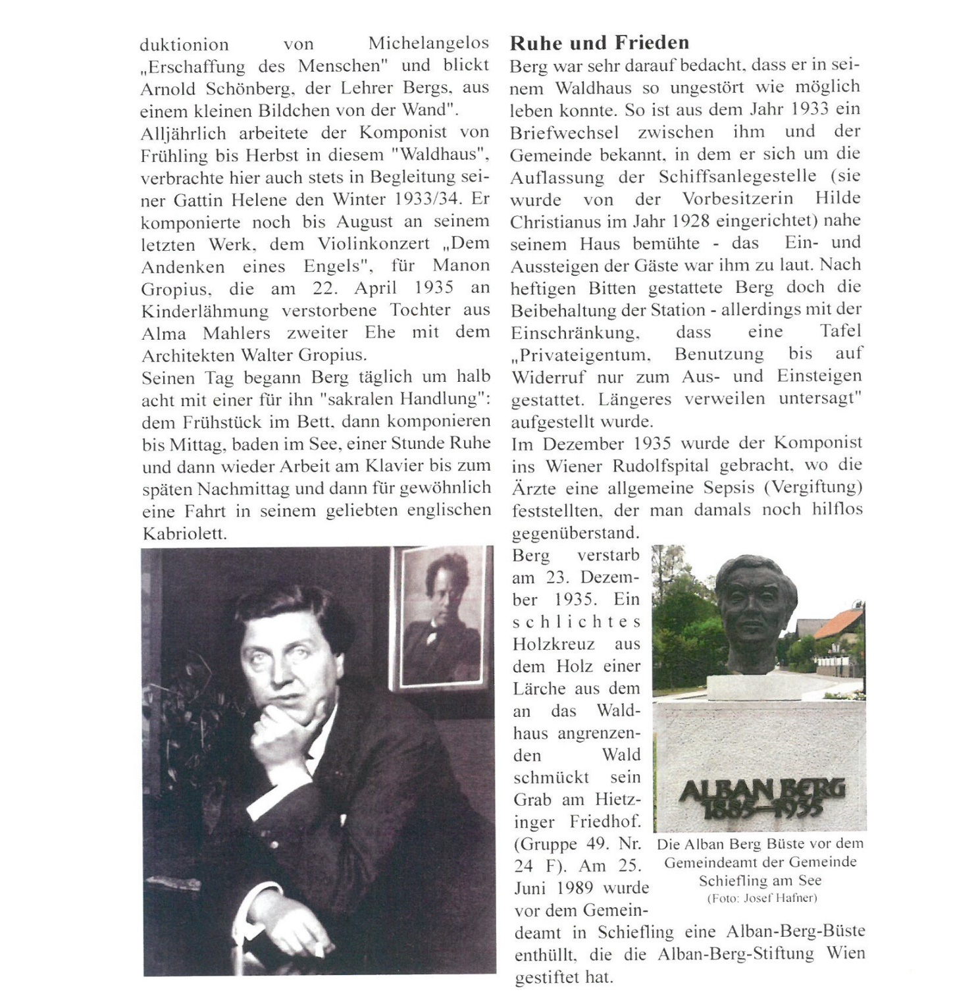 duktionion von Michelangelos
„Erschaffung des Menschen" und blickt
Arnold Schönberg, der Lehrer Bergs, aus
einem kleinen Bildchen von der Wand".
Alljährlich arbeitete der Komponist von
Frühling bis Herbst in diesem "Waldhaus",
verbrachte hier auch stets in Begleitung sei-
ner Gattin Helene den Winter 1933/34. Er
komponierte noch bis August an seinem
letzten Werk, dem Violinkonzert „Dem
Andenken eines Engels", für Manon
Gropius, die am 22. April 1935 an
Kinderlähmung verstorbene Tochter aus
Alma Mahlers zweiter Ehe mit dem
Architekten Walter Gropius.
Seinen Tag begann Berg täglich um halb
acht mit einer für ihn "sakralen Handlung":
dem Frühstück im Bett, dann komponieren
bis Mittag, baden im See, einer Stunde Ruhe
und dann wieder Arbeit am Klavier bis zum
späten Nachmittag und dann für gewöhnlich
eine Fahrt in seinem geliebten englischen
Kabriolett.
Ruhe und Frieden
Berg war sehr darauf bedacht, dass er in sei-
nem Waldhaus so ungestört wie möglich
leben konnte. So ist aus dem Jahr 1933 ein
Briefwechsel zwischen ihm und der
Gemeinde bekannt, in dem er sich um die
Auflassung der Schiffsanlegestelle (sie
wurde von der Vorbesitzerin Hilde
Christianus im Jahr 1928 eingerichtet) nahe
seinem Haus bemühte - das Ein- und
Aussteigen der Gäste war ihm zu laut. Nach
heftigen Bitten gestattete Berg doch die
Beibehaltung der Station - allerdings mit der
Einschränkung, dass eine Tafel
„Privateigentum, Benutzung bis auf
Widerruf nur zum Aus- und Einsteigen
gestattet. Längeres verweilen untersagt"
aufgestellt wurde.
Im Dezember 1935 wurde der Komponist
ins Wiener Rudolfspital gebracht, wo die
Ärzte eine allgemeine Sepsis (Vergiftung)
feststellten, der man damals noch hilflos
gegenüberstand.
Berg verstarb
am 23. Dezem-
ber 1935. Ein
schlichtes
Holzkreuz aus
dem Holz einer
Lärche aus dem
an das Wald-
haus angrenzen-
den Wald
schmückt sein
Grab am Hietz-
inger Friedhof.
(Gruppe 49. Nr.
24 F). Am 25.
Juni 1989 wurde
vor dem Gemein-
deamt in Schiefling eine Alban-Berg-Büste
enthüllt, die die Alban-Berg-Stiftung Wien
gestiftet hat.
ALBAN BERG
1885–1935
Die Alban Berg Büste vor dem
Gemeindeamt der Gemeinde
Schiefling am See
(Foto: Josef Hafner)